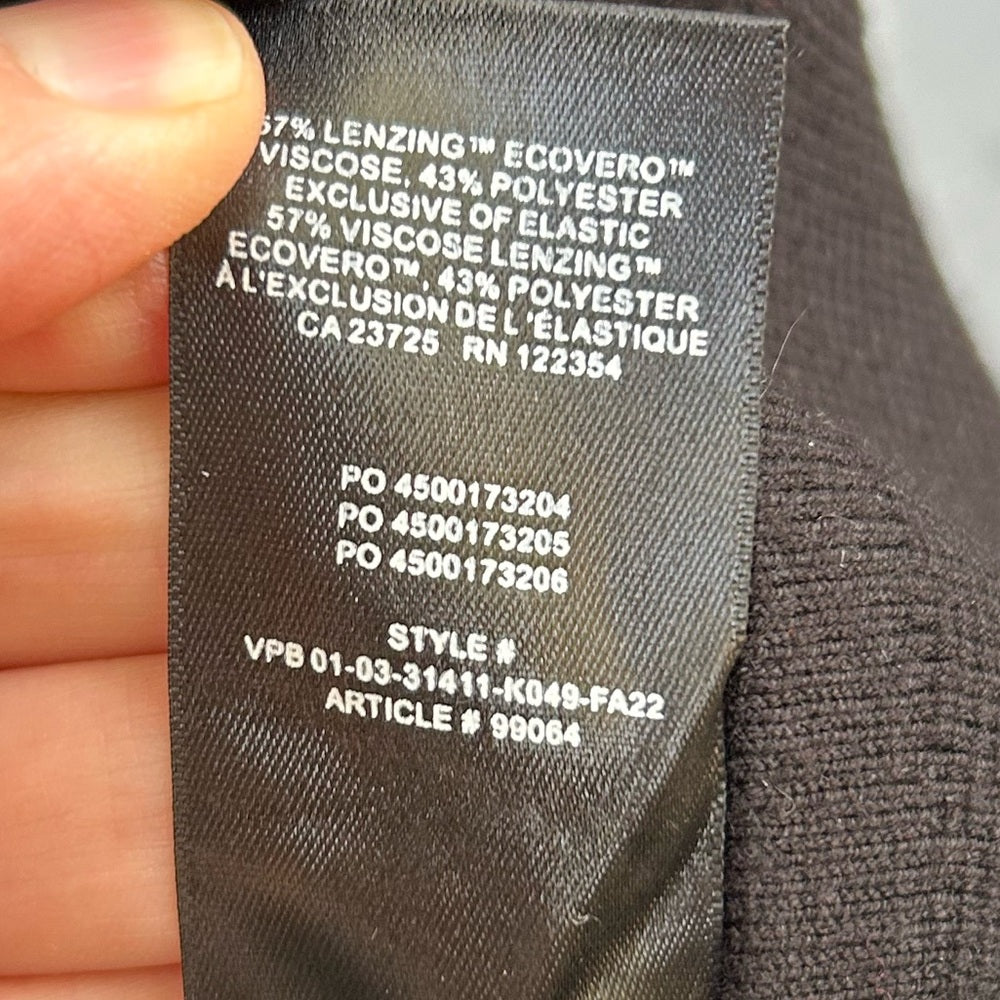 57% LENZING™ ECOVERO™
VISCOSE, 43% POLYESTER
EXCLUSIVE OF ELASTIC
57% VISCOSE LENZING™
ECOVERO™, 43% POLYESTER
À L'EXCLUSION DE L'ÉLASTIQUE
CA 23725 RN 122354
PO 4500173204
PO 4500173205
PO 4500173206
STYLE #
VPB 01-03-31411-K049-FA22
ARTICLE # 99064